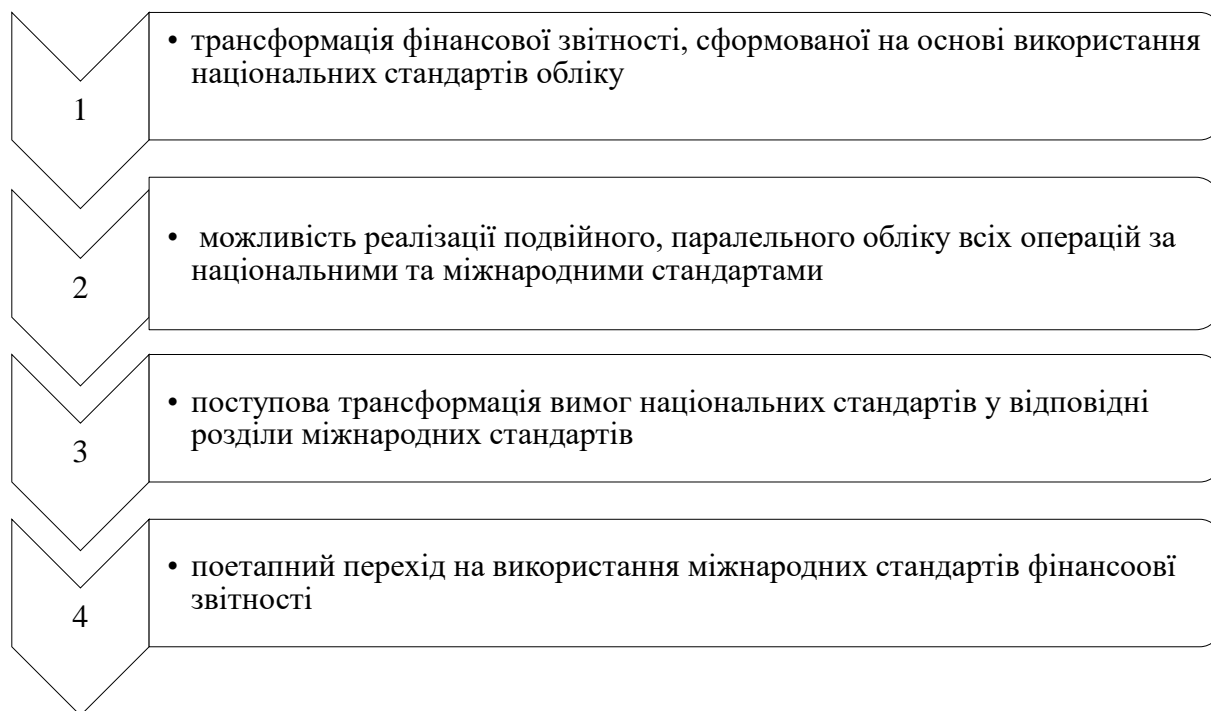 1
• трансформація фінансової звітності, сформованої на основі використання
національних стандартів обліку
2
• можливість реалізації подвійного, паралельного обліку всіх операцій за
національними та міжнародними стандартами
3
• поступова трансформація вимог національних стандартів у відповідні
розділи міжнародних стандартів
4
• поетапний перехід на використання міжнародних стандартів фінансоові
звітності